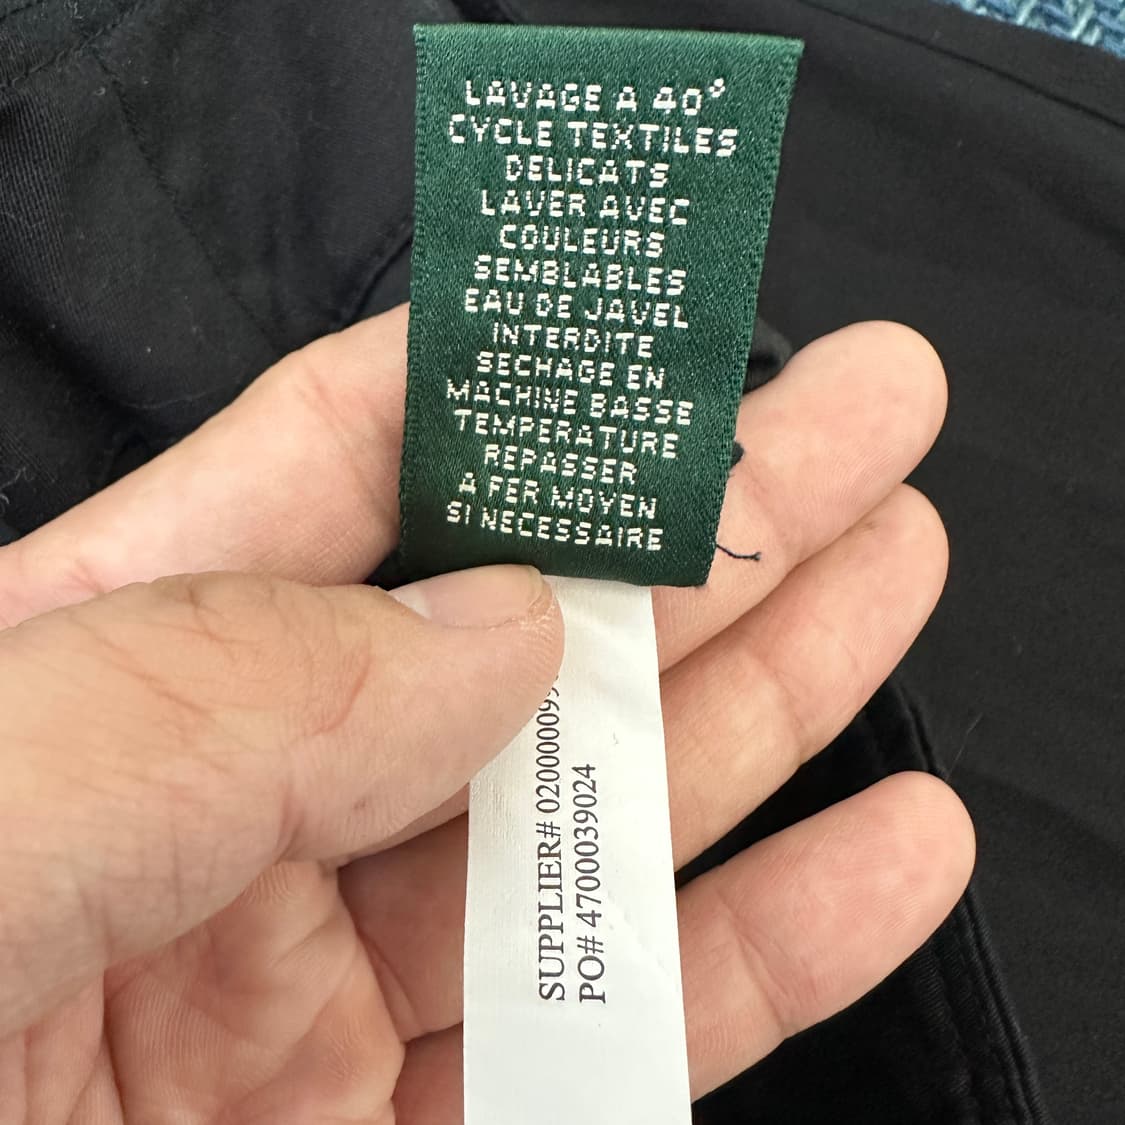 LAVAGE A 40°
CYCLE TEXTILES
DELICATS
LAVER AVEC
COULEURS
SEMBLABLES
EAU DE JAVEL
INTERDITE
SECHAGE EN
MACHINE BASSE
TEMPERATURE
REPASSER
A FER MOYEN
SI NECESSAIRE
SUPPLIER#
PO# 4700039024